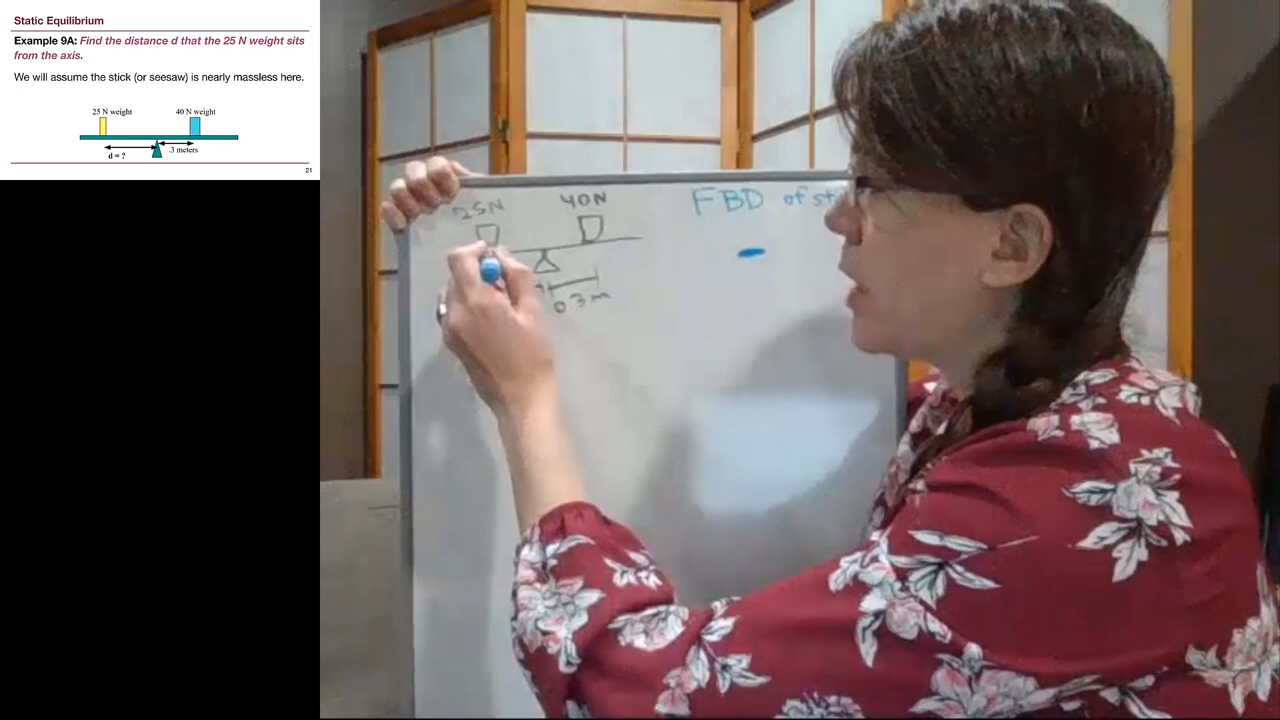 Static Equilibrium
Example 9A: Find the distance d that the 25 N weight sits
from the axis.
We will assume the stick (or seesaw) is nearly massless here.
25 N weight 40 N weight
d = ? .3 meters
21
25N 40N
0.3 m
FBD of